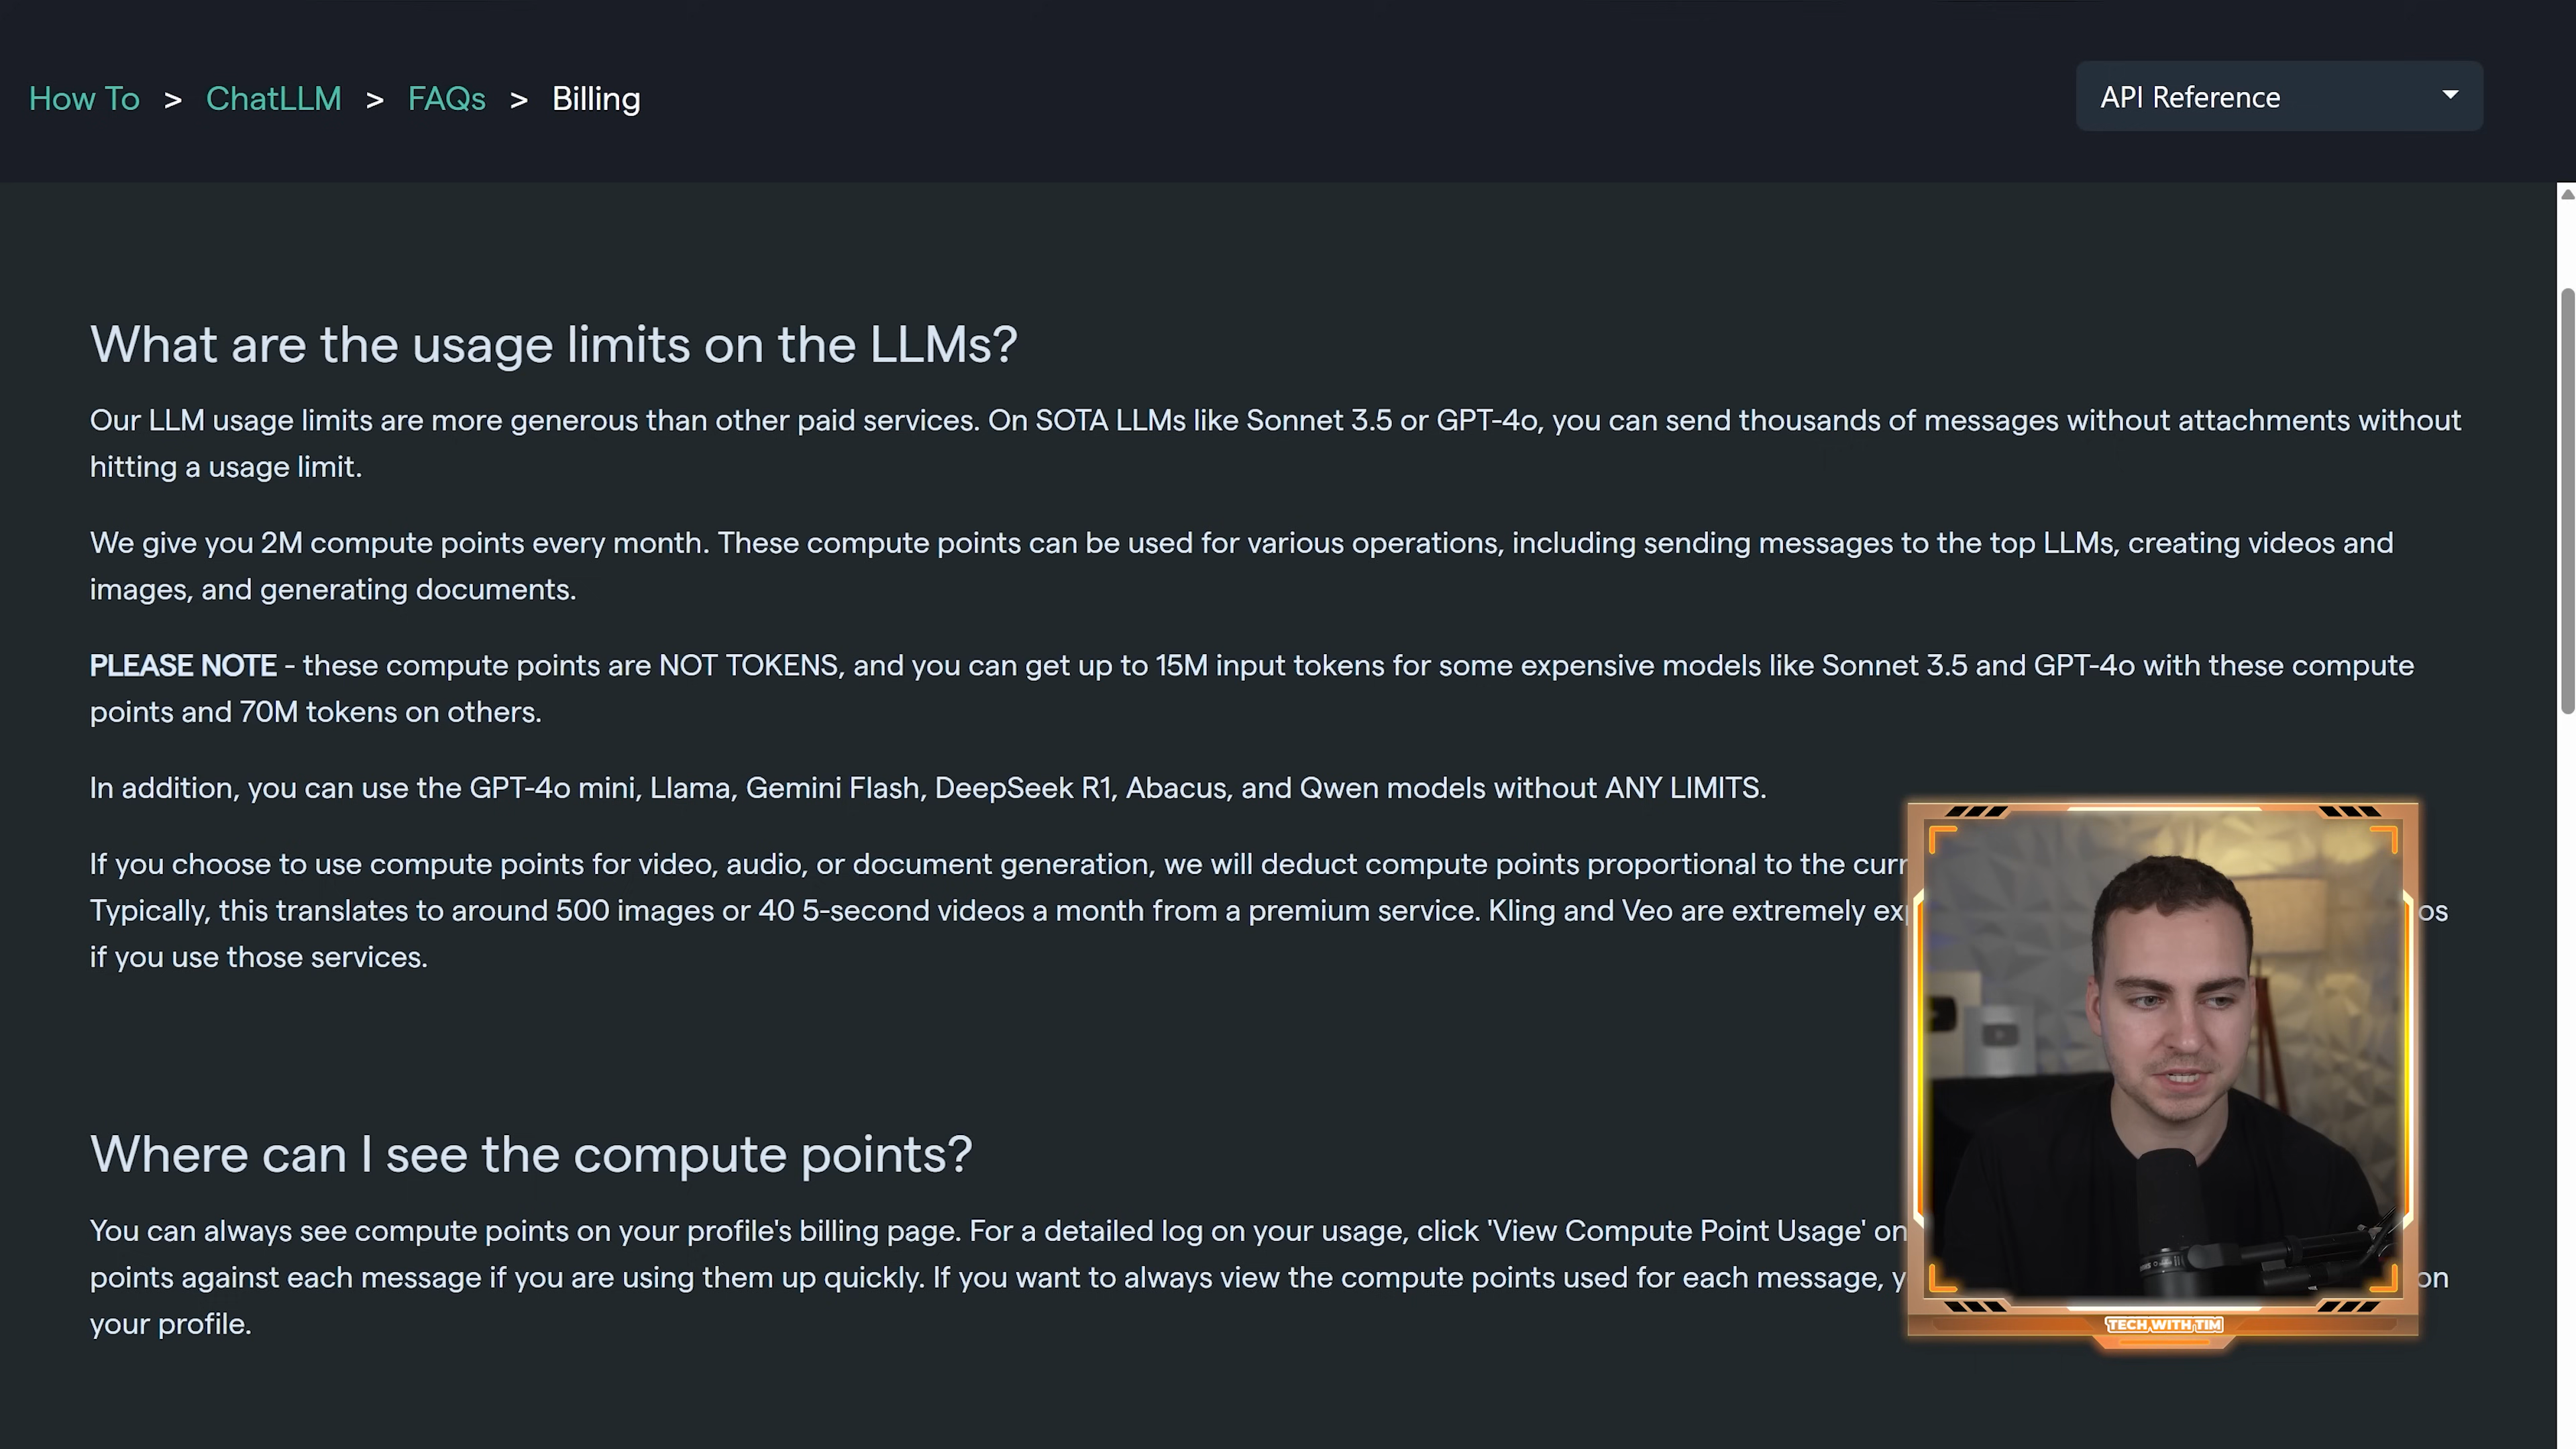 How To > ChatLLM > FAQs > Billing
API Reference
What are the usage limits on the LLMs?
Our LLM usage limits are more generous than other paid services. On SOTA LLMs like Sonnet 3.5 or GPT-4o, you can send thousands of messages without attachments without
hitting a usage limit.
We give you 2M compute points every month. These compute points can be used for various operations, including sending messages to the top LLMs, creating videos and
images, and generating documents.
PLEASE NOTE - these compute points are NOT TOKENS, and you can get up to 15M input tokens for some expensive models like Sonnet 3.5 and GPT-4o with these compute
points and 70M tokens on others.
In addition, you can use the GPT-4o mini, Llama, Gemini Flash, DeepSeek R1, Abacus, and Qwen models without ANY LIMITS.
If you choose to use compute points for video, audio, or document generation, we will deduct compute points proportional to the
Typically, this translates to around 500 images or 40 5-second videos a month from a premium service. Kling and Veo are extremely
if you use those services.
Where can I see the compute points?
You can always see compute points on your profile's billing page. For a detailed log on your usage, click 'View Compute Point Usage' on
points against each message if you are using them up quickly. If you want to always view the compute points used for each message, on
your profile.
TECH WITH TIM